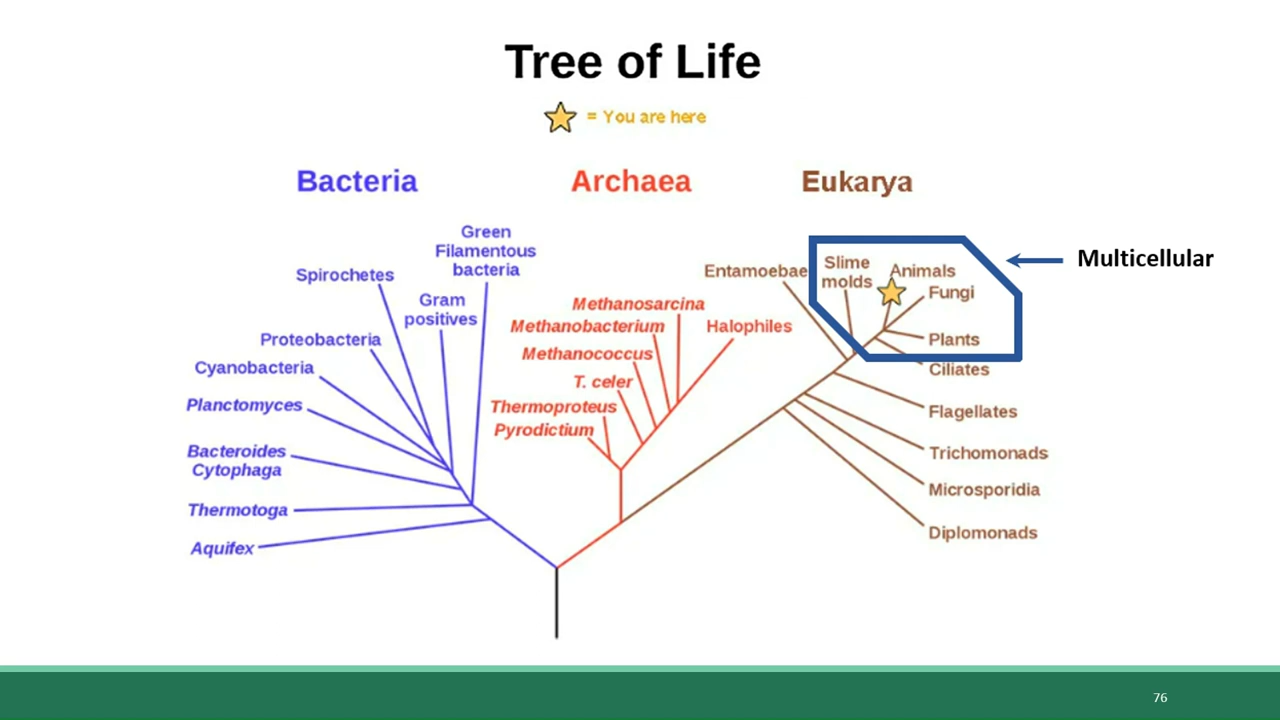 Tree of Life
= You are here
Bacteria
Archaea
Eukarya
Green
Filamentous
bacteria
Spirochetes
Gram
positives
Proteobacteria
Cyanobacteria
Planctomyces
Bacteroides
Cytophaga
Thermotoga
Aquifex
Methanosarcina
Methanobacterium
Halophiles
Methanococcus
T. celer
Thermoproteus
Pyrodictium
Entamoebae
Slime
molds
Animals
Fungi
Plants
Ciliates
Flagellates
Trichomonads
Microsporidia
Diplomonads
Multicellular
76